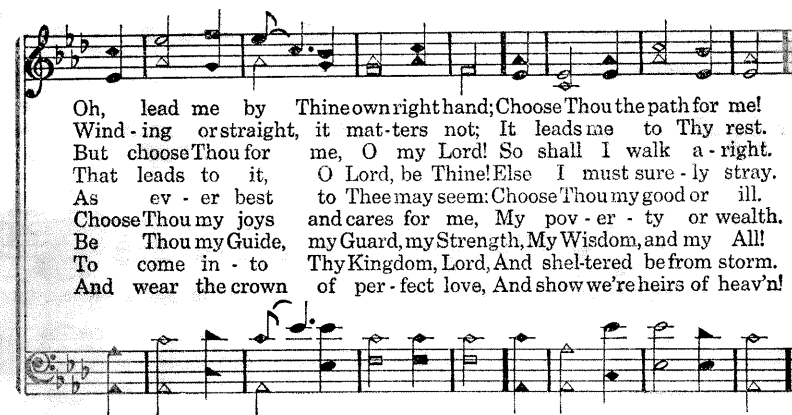 Oh, lead me by Thine own right hand; Choose Thou the path for me!
Wind - ing or straight, it mat - ters not; It leads me to Thy rest.
But choose Thou for me, O my Lord! So shall I walk a - right.
That leads to it, O Lord, be Thine! Else I must sure - ly stray.
As ev - er best to Thee may seem: Choose Thou my good or ill.
Choose Thou my joys and cares for me, My pov - er - ty or wealth.
Be Thou my Guide, my Guard, my Strength, My Wisdom, and my All!
To come in - to Thy Kingdom, Lord, And shel-tered be from storm.
And wear the crown of per - fect love, And show we're heirs of heav'n!